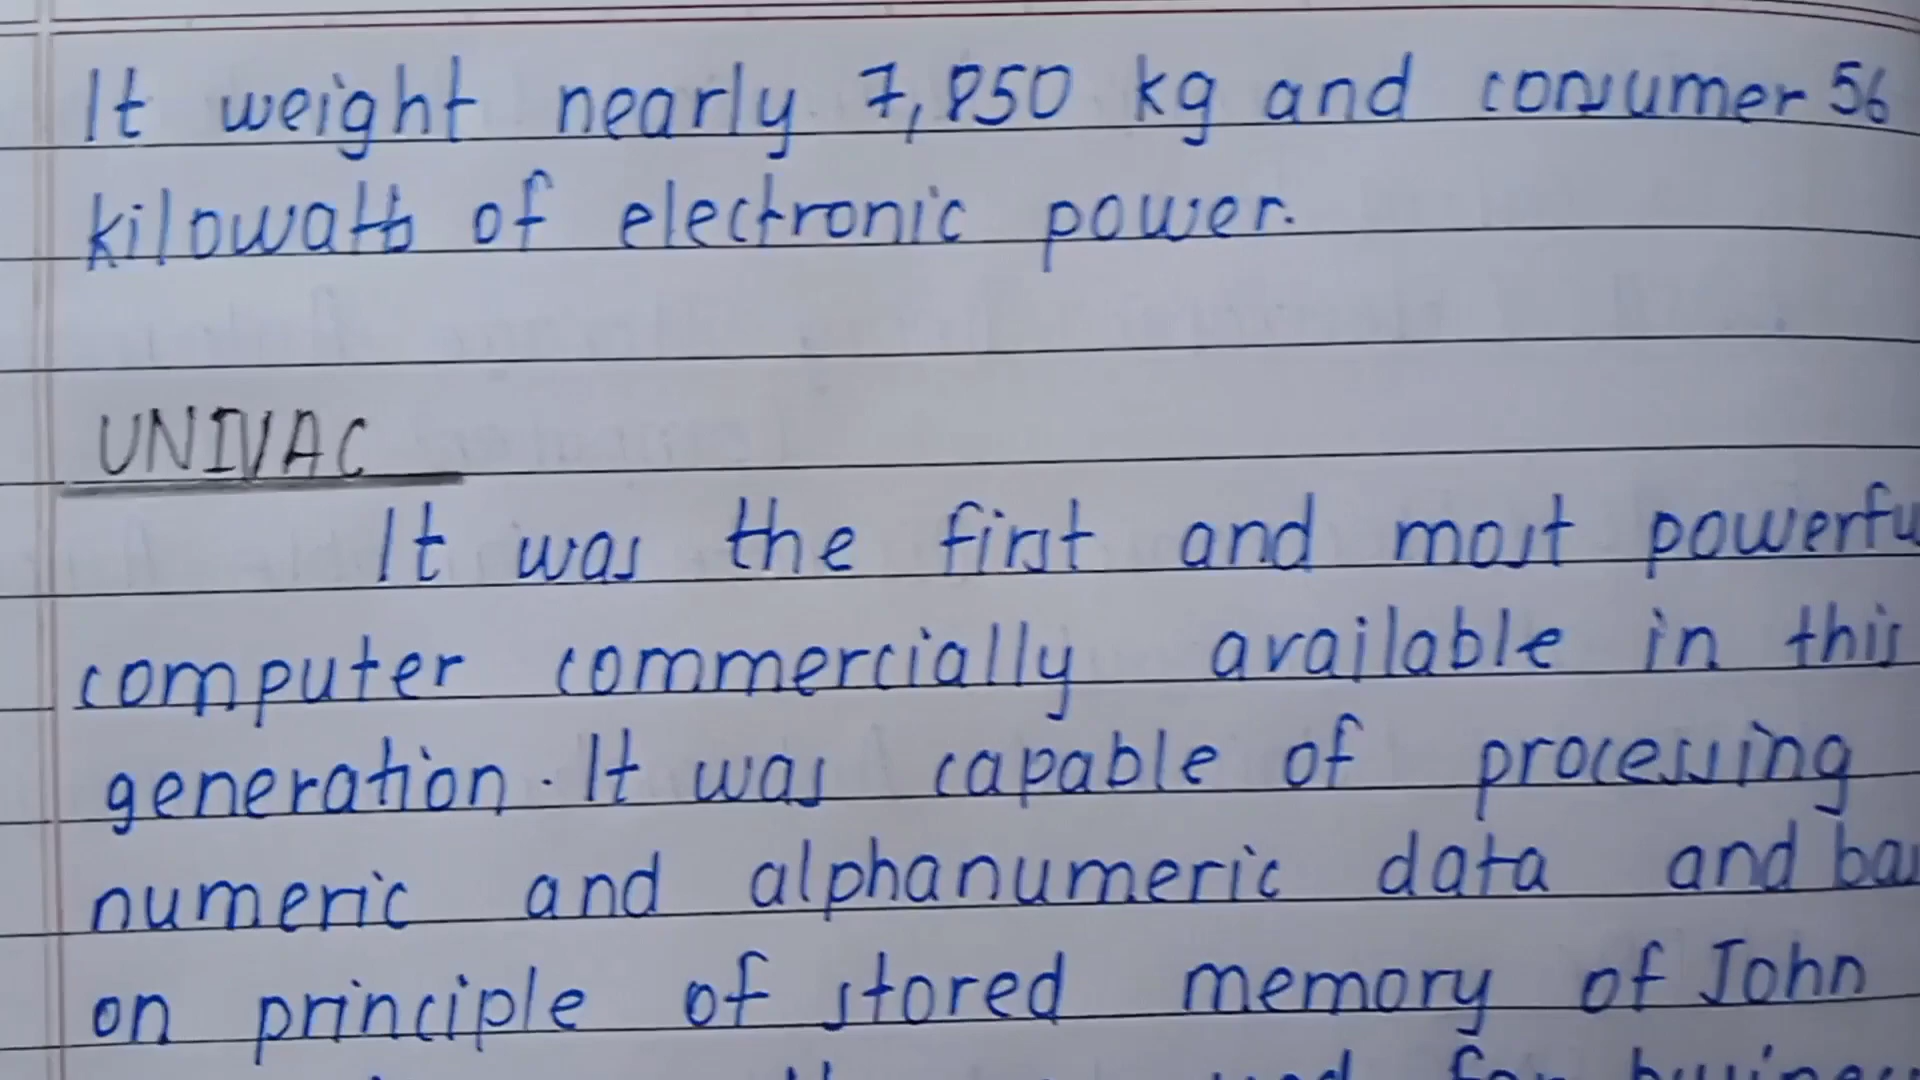 It weight nearly 7,850 kg and consumes 56
kilowatts of electronic power.
UNIVAC
It was the first and most powerfu
computer commercially available in this
generation. It was capable of processing
numeric and alphanumeric data and ba
on principle of stored memory of John
for